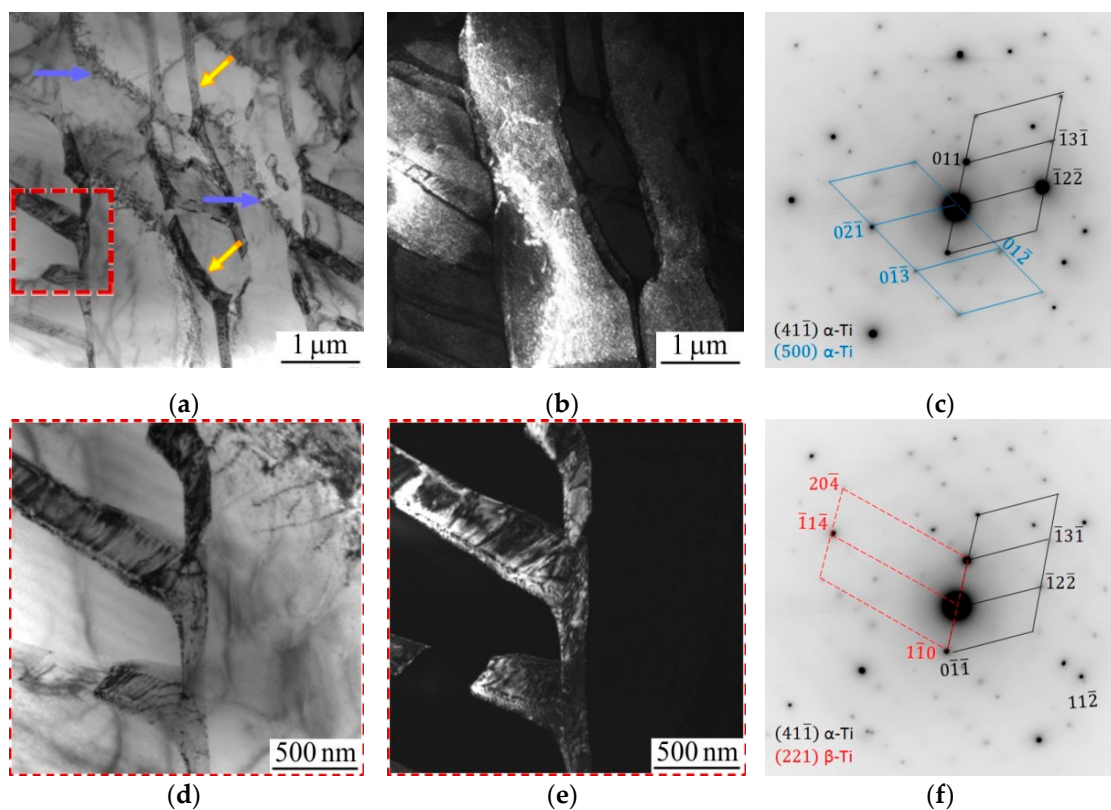 1 μm
1 μm
011
1̄31̄
1̄22̄
02̄1̄
012̄
01̄3̄
(411̄) α-Ti
(500) α-Ti
(a)
(b)
(c)
500 nm
500 nm
204̄
1̄14̄
1̄31̄
1̄22̄
11̄0
01̄1̄
112̄
(411̄) α-Ti
(221) β-Ti
(d)
(e)
(f)